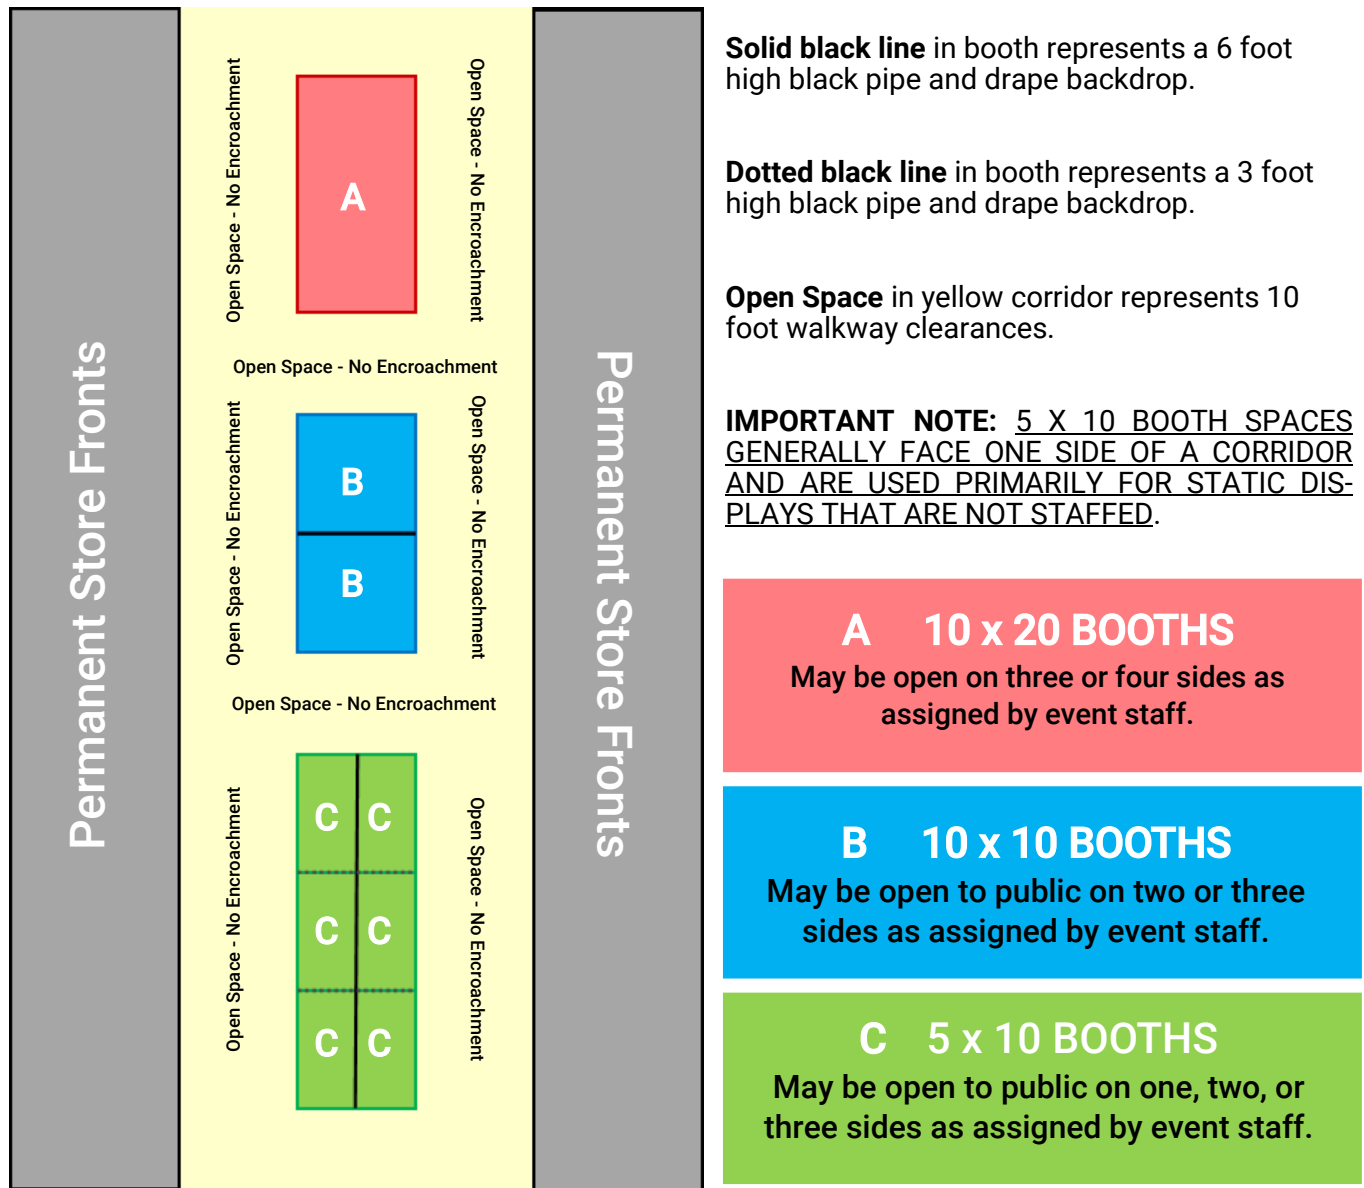 Permanent Store Fronts
Open Space - No Encroachment
A
Open Space - No Encroachment
Open Space - No Encroachment
Open Space - No Encroachment
B
B
Open Space - No Encroachment
Open Space - No Encroachment
Open Space - No Encroachment
C C
C C
C C
Open Space - No Encroachment
Permanent Store Fronts
Solid black line in booth represents a 6 foot
high black pipe and drape backdrop.
Dotted black line in booth represents a 3 foot
high black pipe and drape backdrop.
Open Space in yellow corridor represents 10
foot walkway clearances.
IMPORTANT NOTE: 5 X 10 BOOTH SPACES
GENERALLY FACE ONE SIDE OF A CORRIDOR
AND ARE USED PRIMARILY FOR STATIC DIS-
PLAYS THAT ARE NOT STAFFED.
A 10 x 20 BOOTHS
May be open on three or four sides as
assigned by event staff.
B 10 x 10 BOOTHS
May be open to public on two or three
sides as assigned by event staff.
C 5 x 10 BOOTHS
May be open to public on one, two, or
three sides as assigned by event staff.